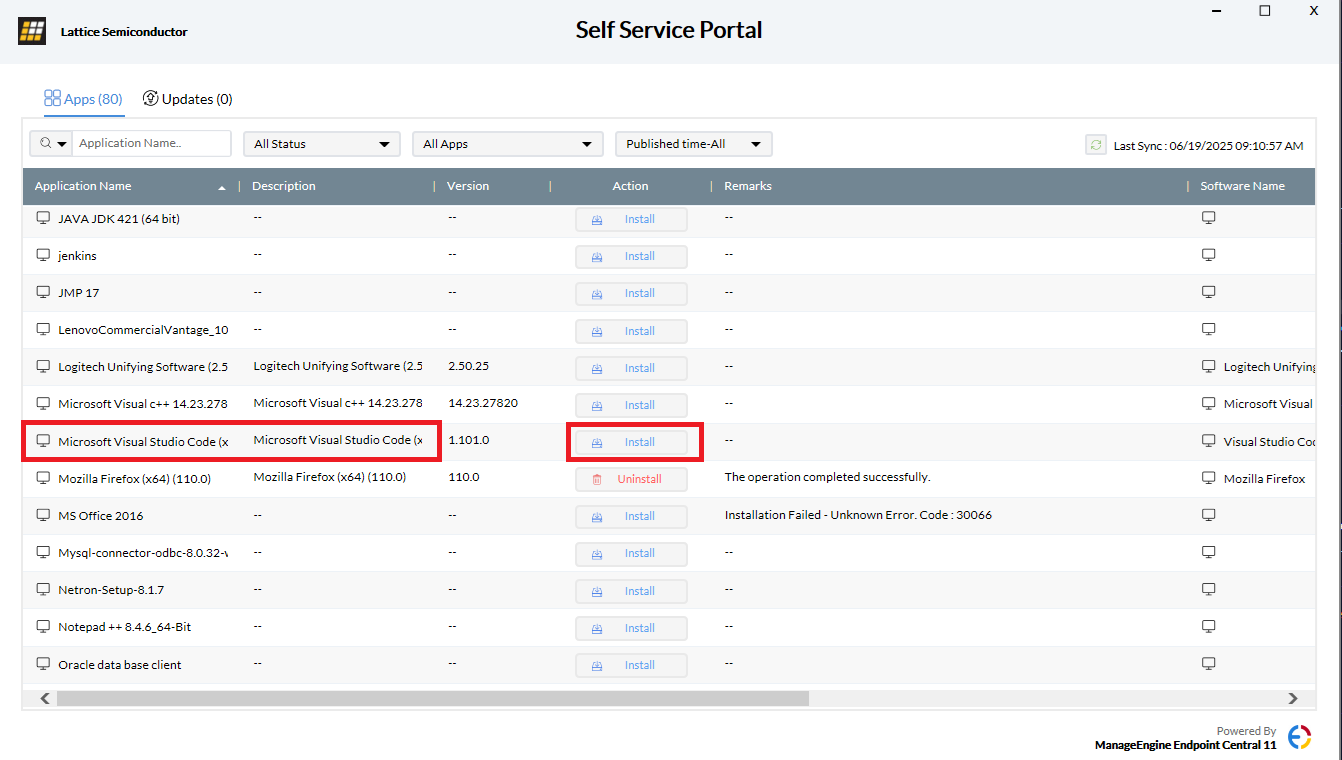 Lattice Semiconductor
Self Service Portal
X
Apps (80)
Updates (0)
Application Name..
All Status
All Apps
Published time-All
Last Sync : 06/19/2025 09:10:57 AM
Application Name Description Version Action Remarks Software Name
JAVA JDK 421 (64 bit) -- -- Install --
jenkins -- -- Install --
JMP 17 -- -- Install --
LenovoCommercialVantage_10 -- -- Install --
Logitech Unifying Software (2.5 Logitech Unifying Software (2.5 2.50.25 Install -- Logitech Unifying
Microsoft Visual c++ 14.23.278 Microsoft Visual c++ 14.23.278 14.23.27820 Install -- Microsoft Visual
Microsoft Visual Studio Code (x Microsoft Visual Studio Code (x 1.101.0 Install -- Visual Studio Coc
Mozilla Firefox (x64) (110.0) Mozilla Firefox (x64) (110.0) 110.0 Uninstall The operation completed successfully. Mozilla Firefox
MS Office 2016 -- -- Install Installation Failed - Unknown Error. Code : 30066
Mysql-connector-odbc-8.0.32-w -- -- Install --
Netron-Setup-8.1.7 -- -- Install --
Notepad ++ 8.4.6_64-Bit -- -- Install --
Oracle data base client -- -- Install --
Powered By
ManageEngine Endpoint Central 11